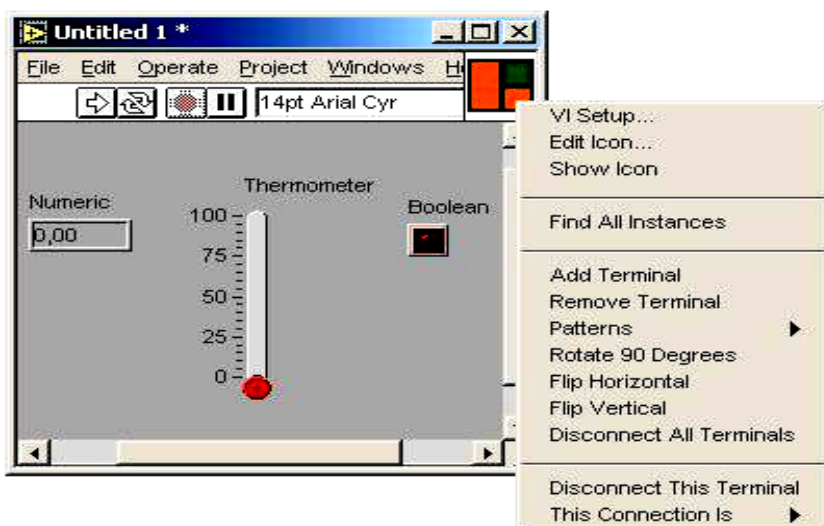 Untitled 1 *
File Edit Operate Project Windows
14pt Arial Cyr
Numeric
0,00
Thermometer
100
75
50
25
0
Boolean
VI Setup...
Edit Icon...
Show Icon
Find All Instances
Add Terminal
Remove Terminal
Patterns
Rotate 90 Degrees
Flip Horizontal
Flip Vertical
Disconnect All Terminals
Disconnect This Terminal
This Connection Is